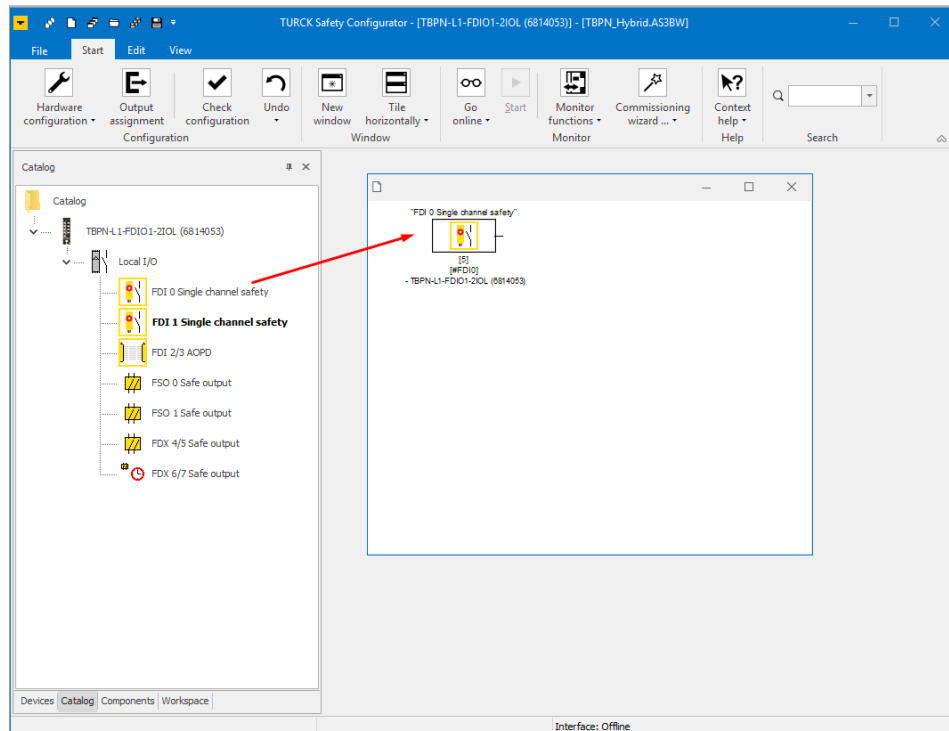 TURCK Safety Configurator - [TBPN-L1-FDIO1-2IOL (6814053)] - [TBPN_Hybrid.AS3BW]
File Start Edit View
Hardware configuration
Output assignment
Check configuration
Undo
Configuration
New window
Tile horizontally
Window
Go online
Start
Monitor functions
Commissioning wizard ...
Monitor
Context help
Help
Search
Catalog
Catalog
TBPN-L1-FDIO1-2IOL (6814053)
Local I/O
FDI 0 Single channel safety
FDI 1 Single channel safety
FDI 2/3 AOPD
FSO 0 Safe output
FSO 1 Safe output
FDX 4/5 Safe output
FDX 6/7 Safe output
"FDI 0 Single channel safety"
[5]
[#FDI0]
- TBPN-L1-FDIO1-2IOL (6814053)
Devices Catalog Components Workspace
Interface: Offline